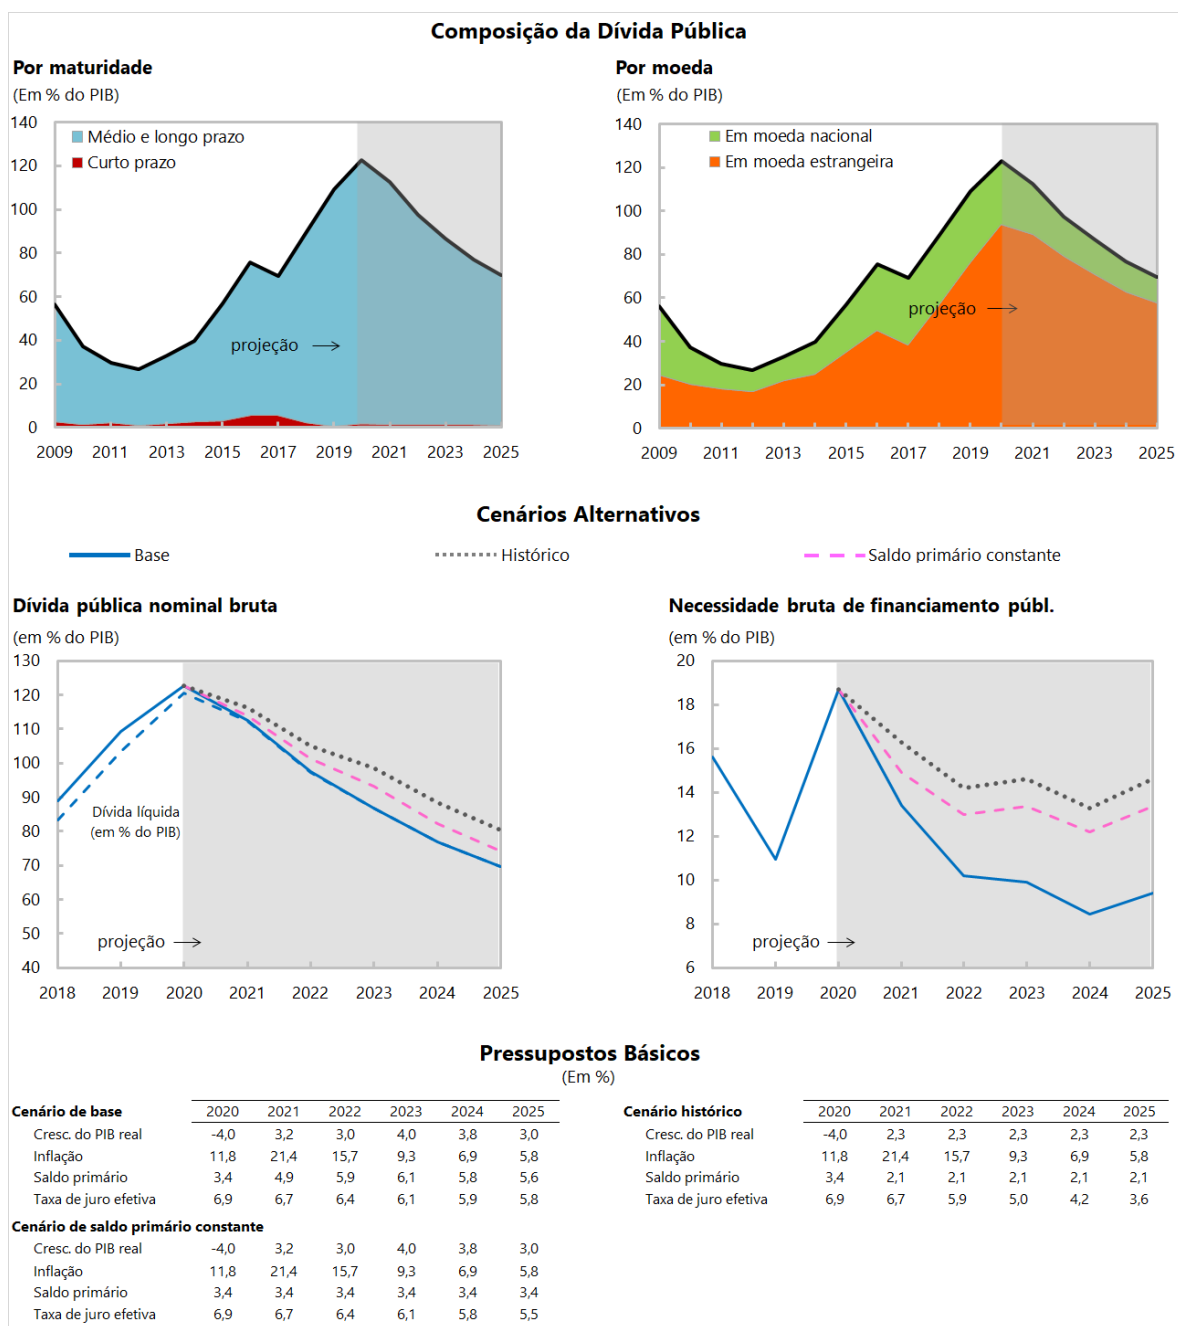 Composição da Dívida Pública
Por maturidade
(Em % do PIB)
140
120
100
80
60
40
20
0
Médio e longo prazo
Curto prazo
projeção
2009 2011 2013 2015 2017 2019 2021 2023 2025
Por moeda
(Em % do PIB)
140
120
100
80
60
40
20
0
Em moeda nacional
Em moeda estrangeira
projeção
2009 2011 2013 2015 2017 2019 2021 2023 2025
Cenários Alternativos
Base Histórico Saldo primário constante
Dívida pública nominal bruta
(em % do PIB)
130
120
110
100
90
80
70
60
50
40
Dívida líquida
(em % do PIB)
projeção
2018 2019 2020 2021 2022 2023 2024 2025
Necessidade bruta de financiamento públ.
(em % do PIB)
20
18
16
14
12
10
8
6
projeção
2018 2019 2020 2021 2022 2023 2024 2025
Pressupostos Básicos
(Em %)
Cenário de base 2020 2021 2022 2023 2024 2025
Cresc. do PIB real -4,0 3,2 3,0 4,0 3,8 3,0
Inflação 11,8 21,4 15,7 9,3 6,9 5,8
Saldo primário 3,4 4,9 5,9 6,1 5,8 5,6
Taxa de juro efetiva 6,9 6,7 6,4 6,1 5,9 5,8
Cenário de saldo primário constante
Cresc. do PIB real -4,0 3,2 3,0 4,0 3,8 3,0
Inflação 11,8 21,4 15,7 9,3 6,9 5,8
Saldo primário 3,4 3,4 3,4 3,4 3,4 3,4
Taxa de juro efetiva 6,9 6,7 6,4 6,1 5,8 5,5
Cenário histórico 2020 2021 2022 2023 2024 2025
Cresc. do PIB real -4,0 2,3 2,3 2,3 2,3 2,3
Inflação 11,8 21,4 15,7 9,3 6,9 5,8
Saldo primário 3,4 2,1 2,1 2,1 2,1 2,1
Taxa de juro efetiva 6,9 6,7 5,9 5,0 4,2 3,6